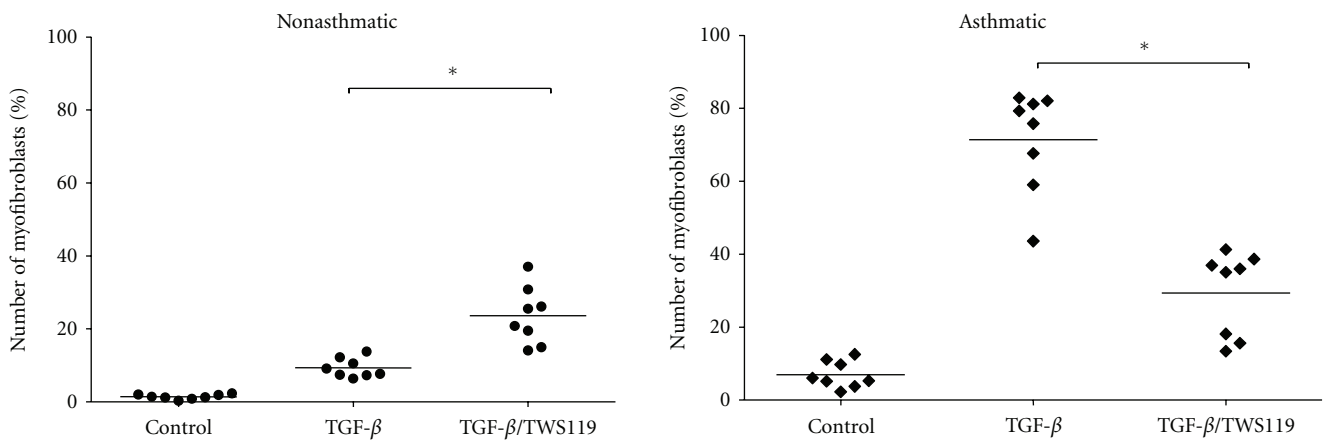 Nonasthmatic
Number of myofibroblasts (%)
100
80
60
40
20
0
*
Control
TGF-β
TGF-β/TWS119
Asthmatic
Number of myofibroblasts (%)
100
80
60
40
20
0
*
Control
TGF-β
TGF-β/TWS119